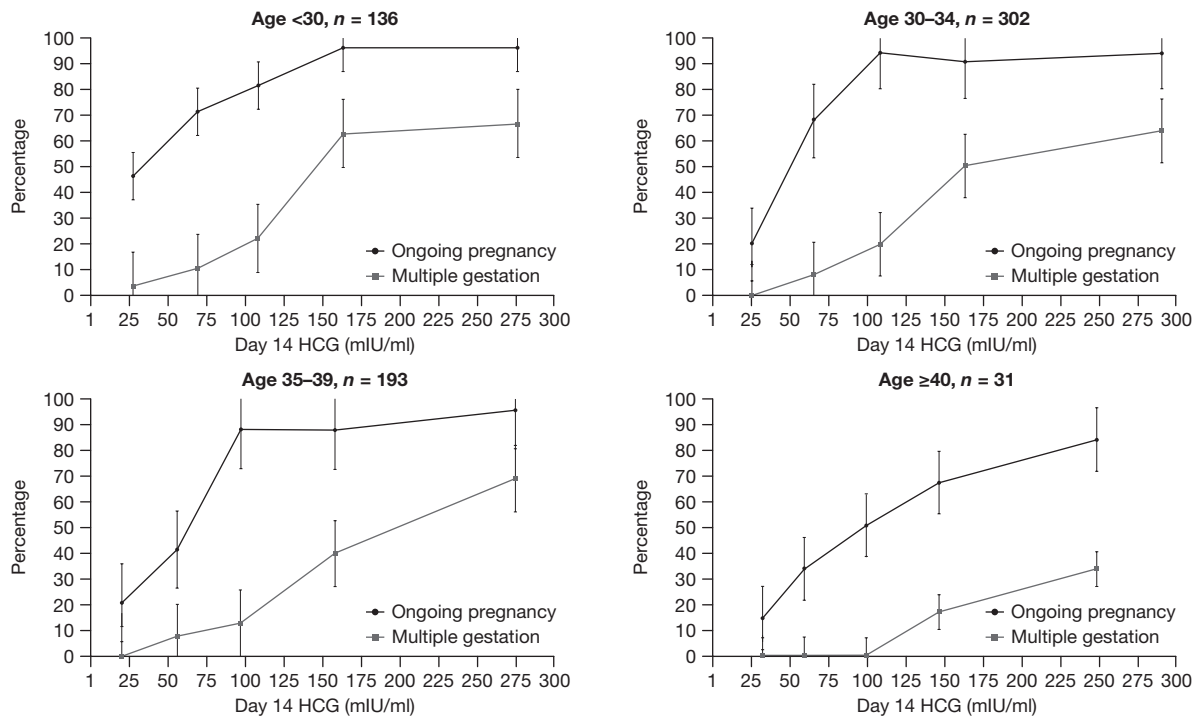 Age <30, n = 136
Percentage
100
90
80
70
60
50
40
30
20
10
0
Ongoing pregnancy
Multiple gestation
1 25 50 75 100 125 150 175 200 225 250 275 300
Day 14 HCG (mIU/ml)
Age 30–34, n = 302
Percentage
100
90
80
70
60
50
40
30
20
10
0
Ongoing pregnancy
Multiple gestation
1 25 50 75 100 125 150 175 200 225 250 275 300
Day 14 HCG (mIU/ml)
Age 35–39, n = 193
Percentage
100
90
80
70
60
50
40
30
20
10
0
Ongoing pregnancy
Multiple gestation
1 25 50 75 100 125 150 175 200 225 250 275 300
Day 14 HCG (mIU/ml)
Age ≥40, n = 31
Percentage
100
90
80
70
60
50
40
30
20
10
0
Ongoing pregnancy
Multiple gestation
1 25 50 75 100 125 150 175 200 225 250 275 300
Day 14 HCG (mIU/ml)